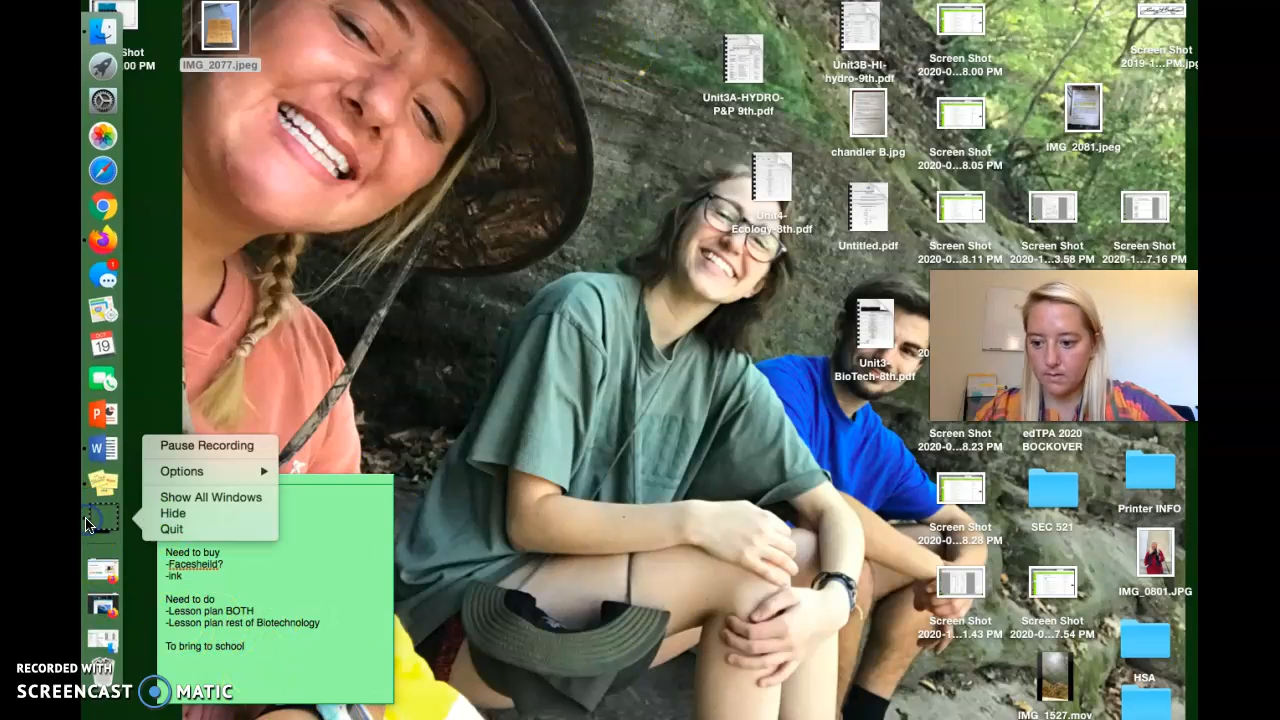 Shot
:00 PM
IMG_2077.jpeg
Unit3A-HYDRO-
P&P 9th.pdf
Unit3B-HI-
hydro-9th.pdf
Screen Shot
2020-0...8.00 PM
Screen Shot
2019-1...PM.jpg
chandler B.jpg
Screen Shot
2020-0...8.05 PM
IMG_2081.jpeg
Unit4-
Ecology-8th.pdf
Untitled.pdf
Screen Shot
2020-0...8.11 PM
Screen Shot
2020-1...3.58 PM
Screen Shot
2020-1...7.16 PM
OCT
19
1
Unit3-
BioTech-8th.pdf
20
P
W
Screen Shot
2020-0...8.23 PM
edTPA 2020
BOCKOVER
Pause Recording
Options
Show All Windows
Hide
Quit
Printer INFO
Screen Shot
2020-0...8.28 PM
SEC 521
Need to buy
-Facesheild?
-ink
Need to do
-Lesson plan BOTH
-Lesson plan rest of Biotechnology
To bring to school
IMG_0801.JPG
Screen Shot
2020-1...1.43 PM
Screen Shot
2020-0...7.54 PM
HSA
IMG_1527.mov
RECORDED WITH
SCREENCAST MATIC